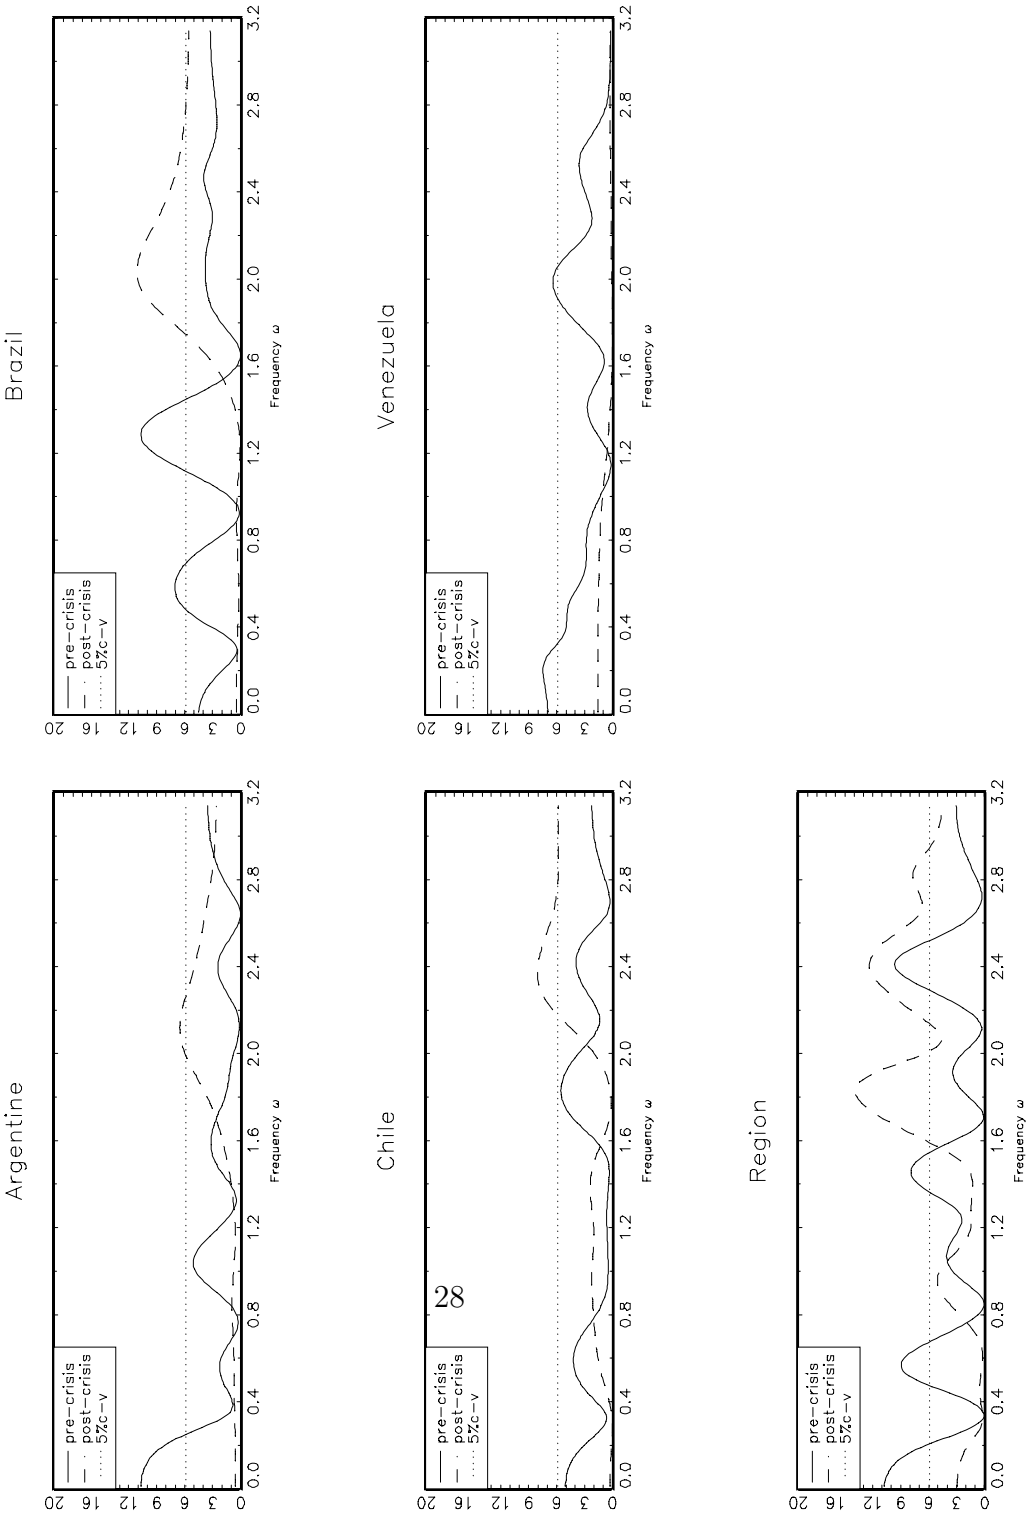 Argentine
pre-crisis
post-crisis
5%c-v
20
16
12
9
6
3
0
0.0 0.4 0.8 1.2 1.6 2.0 2.4 2.8 3.2
Frequency ω
Brazil
pre-crisis
post-crisis
5%c-v
20
16
12
9
6
3
0
0.0 0.4 0.8 1.2 1.6 2.0 2.4 2.8 3.2
Frequency ω
Chile
pre-crisis
post-crisis
5%c-v
20
16
12
9
6
3
0
0.0 0.4 0.8 1.2 1.6 2.0 2.4 2.8 3.2
Frequency ω
28
Venezuela
pre-crisis
post-crisis
5%c-v
20
16
12
9
6
3
0
0.0 0.4 0.8 1.2 1.6 2.0 2.4 2.8 3.2
Frequency ω
Region
pre-crisis
post-crisis
5%c-v
20
16
12
9
6
3
0
0.0 0.4 0.8 1.2 1.6 2.0 2.4 2.8 3.2
Frequency ω